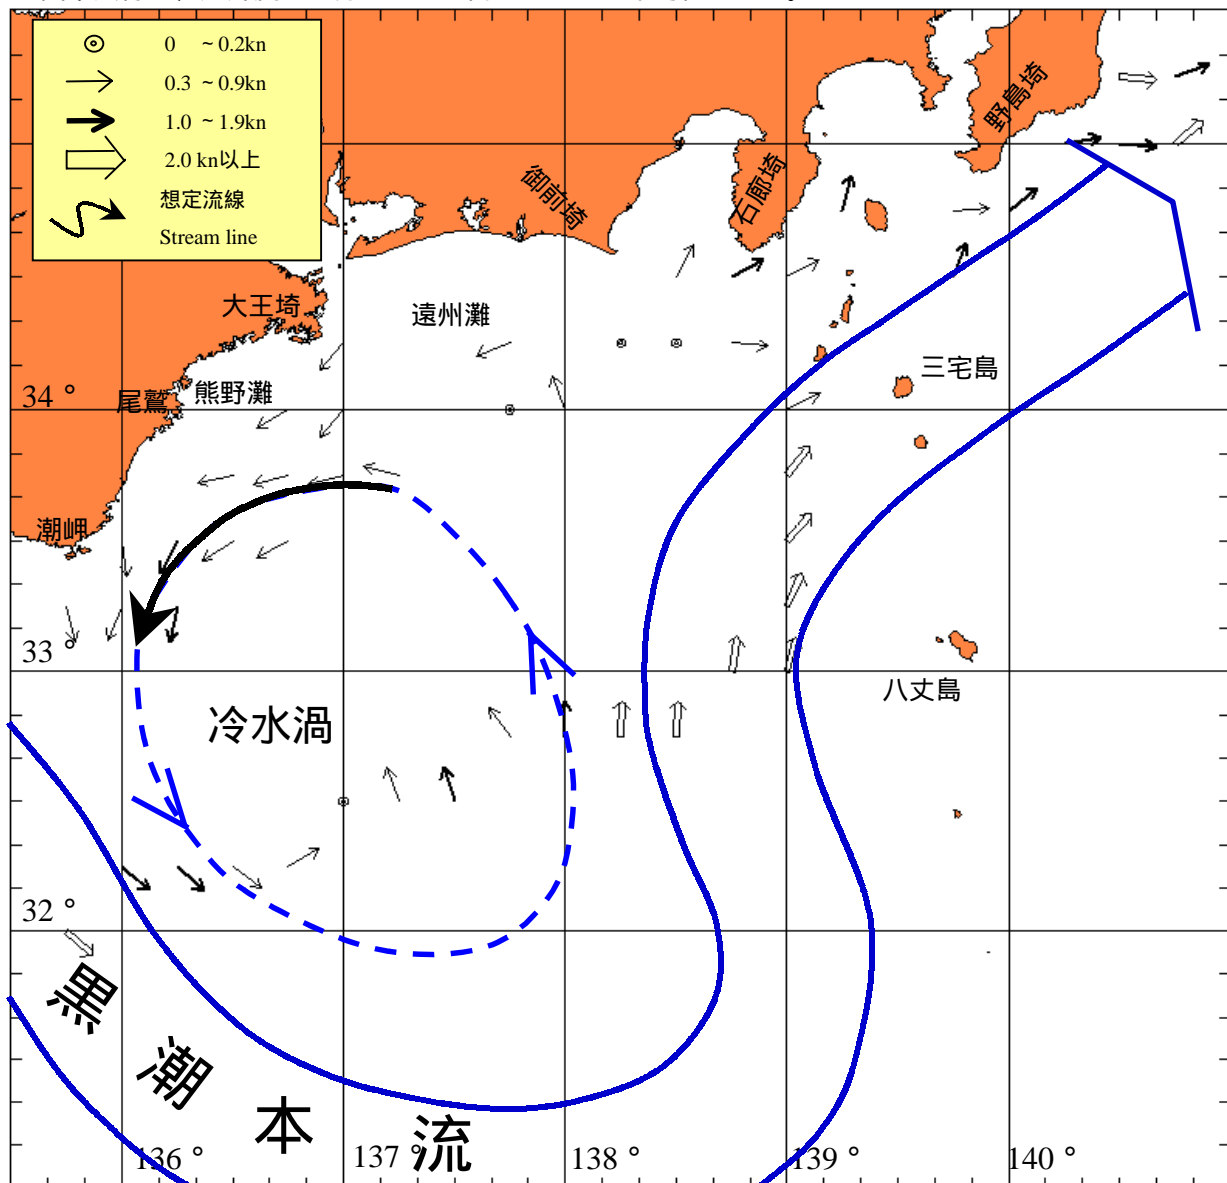 0 ~ 0.2kn
0.3 ~ 0.9kn
1.0 ~ 1.9kn
2.0 kn以上
想定流線
Stream line
野島埼
石廊埼
御前埼
大王埼
遠州灘
三宅島
34°
尾鷲
熊野灘
潮岬
33°
八丈島
冷水渦
32°
黒潮本流
136°
137°
138°
139°
140°